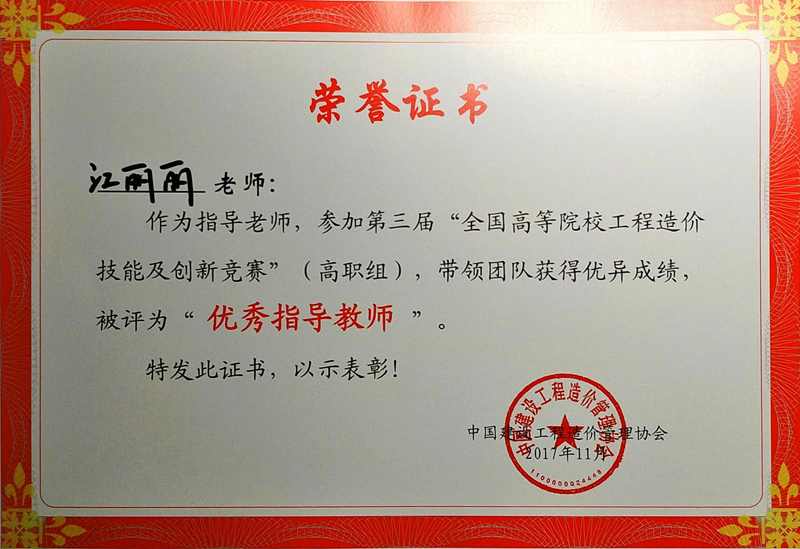 荣誉证书
江丽丽 老师：
作为指导老师，参加第三届“全国高等院校工程造价
技能及创新竞赛”（高职组），带领团队获得优异成绩，
被评为“ 优秀指导教师 ”。
特发此证书，以示表彰！
中国建设工程造价管理协会
2017年11月
中国建设工程造价管理协会
1100000024448